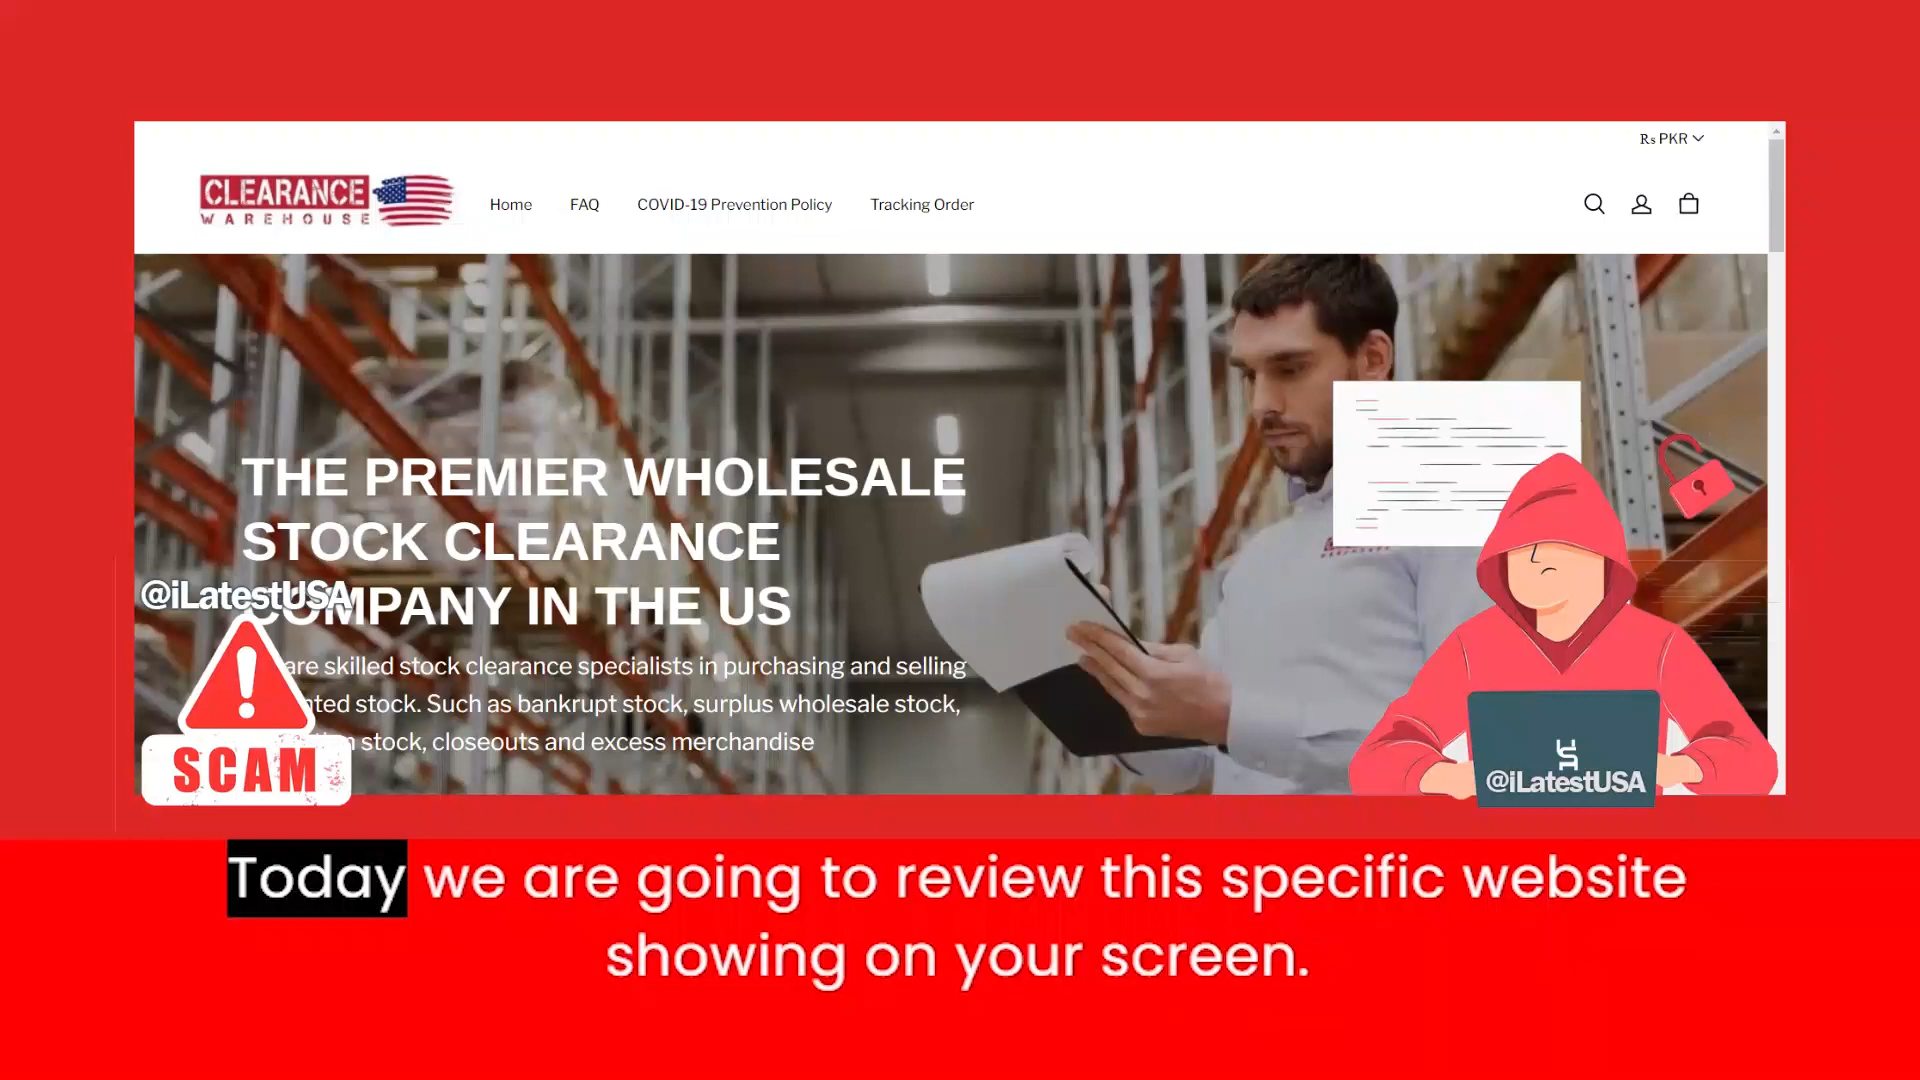 Rs PKR
CLEARANCE
WAREHOUSE
Home
FAQ
COVID-19 Prevention Policy
Tracking Order
THE PREMIER WHOLESALE
STOCK CLEARANCE
COMPANY IN THE US
are skilled stock clearance specialists in purchasing and selling
stock. Such as bankrupt stock, surplus wholesale stock,
stock, closeouts and excess merchandise
@iLatestUSA
SCAM
@iLatestUSA
Today we are going to review this specific website
showing on your screen.